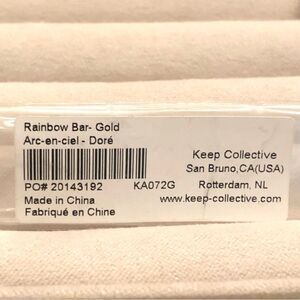 Rainbow Bar- Gold
Arc-en-ciel - Doré
PO# 20143192 KA072G
Made in China
Fabriqué en Chine
Keep Collective
San Bruno,CA(USA)
Rotterdam, NL
www.keep-collective.com